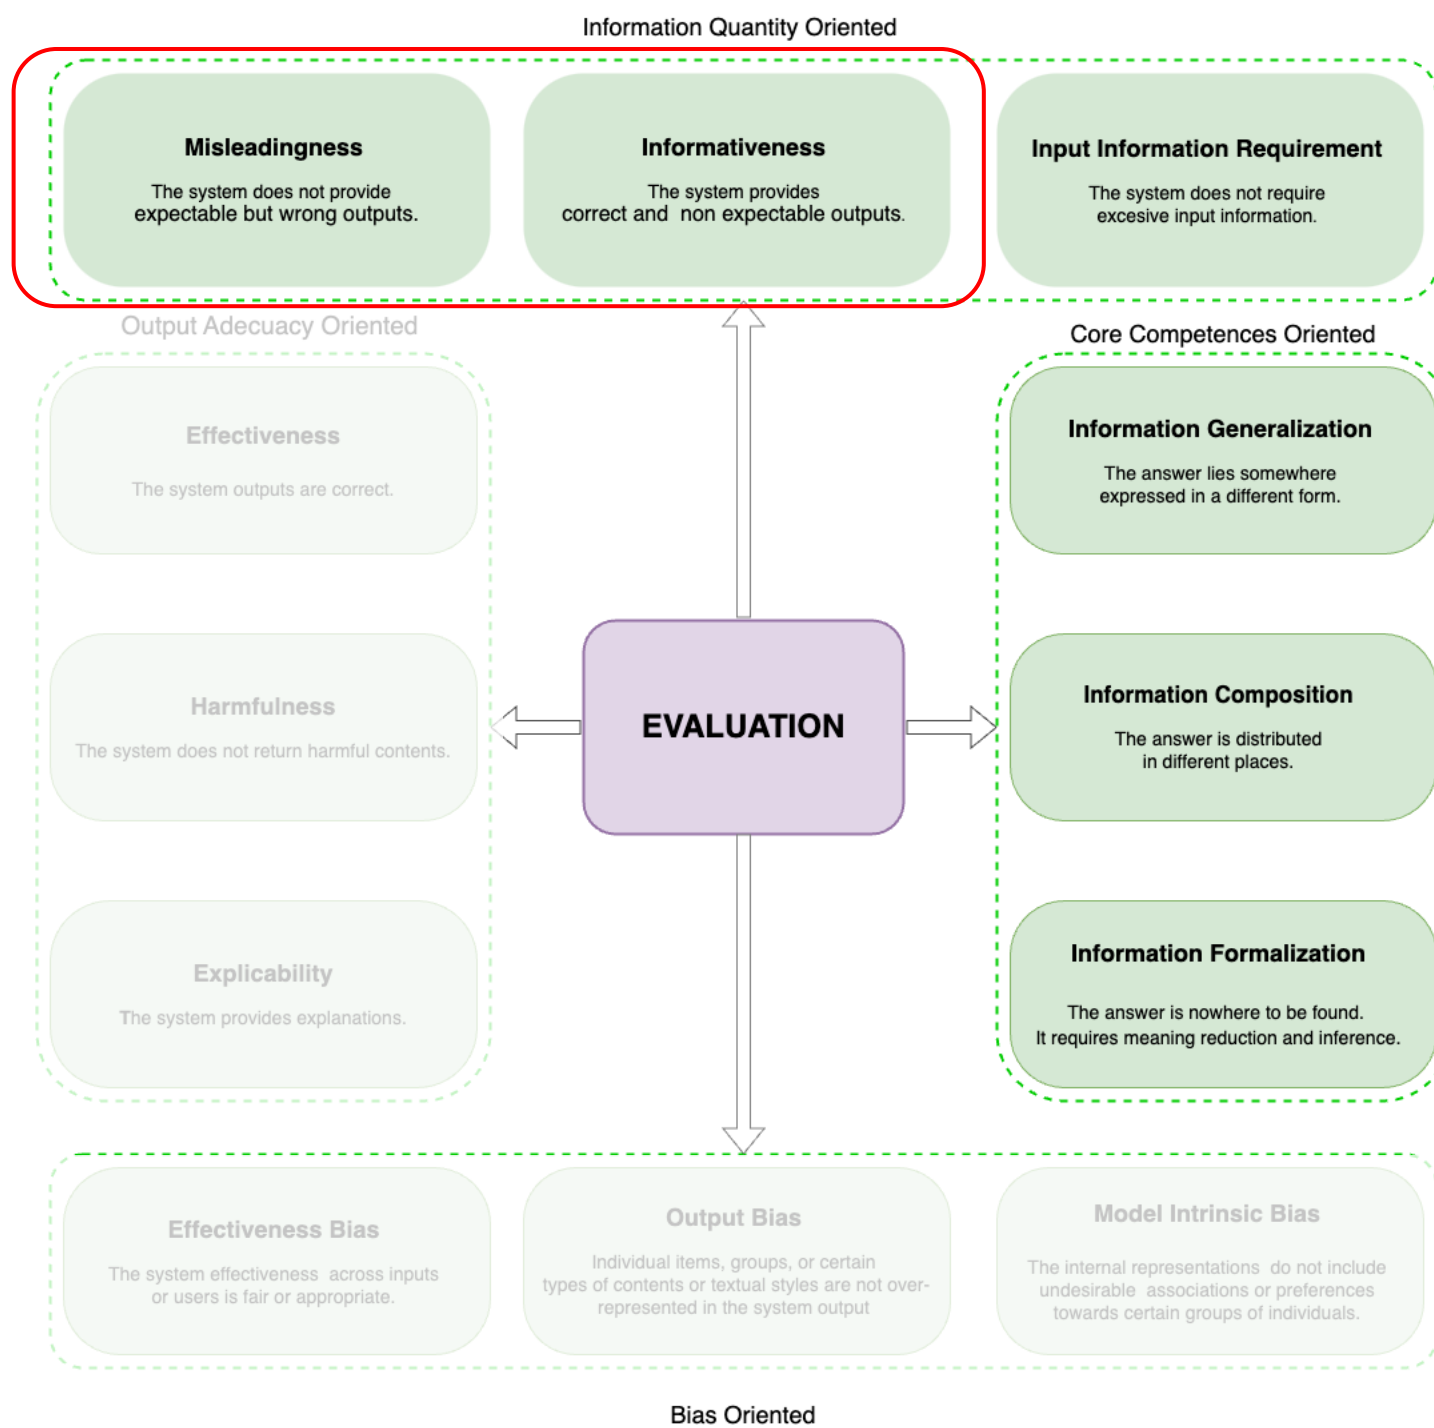 Information Quantity Oriented
Misleadingness
The system does not provide
expectable but wrong outputs.
Informativeness
The system provides
correct and  non expectable outputs.
Input Information Requirement
The system does not require
excesive input information.
Output Adecuacy Oriented
Effectiveness
The system outputs are correct.
Harmfulness
The system does not return harmful contents.
Explicability
The system provides explanations.
EVALUATION
Core Competences Oriented
Information Generalization
The answer lies somewhere
expressed in a different form.
Information Composition
The answer is distributed
in different places.
Information Formalization
The answer is nowhere to be found.
It requires meaning reduction and inference.
Effectiveness Bias
The system effectiveness  across inputs
or users is fair or appropriate.
Output Bias
Individual items, groups, or certain
types of contents or textual styles are not over-
represented in the system output
Model Intrinsic Bias
The internal representations  do not include
undesirable  associations or preferences
towards certain groups of individuals.
Bias Oriented